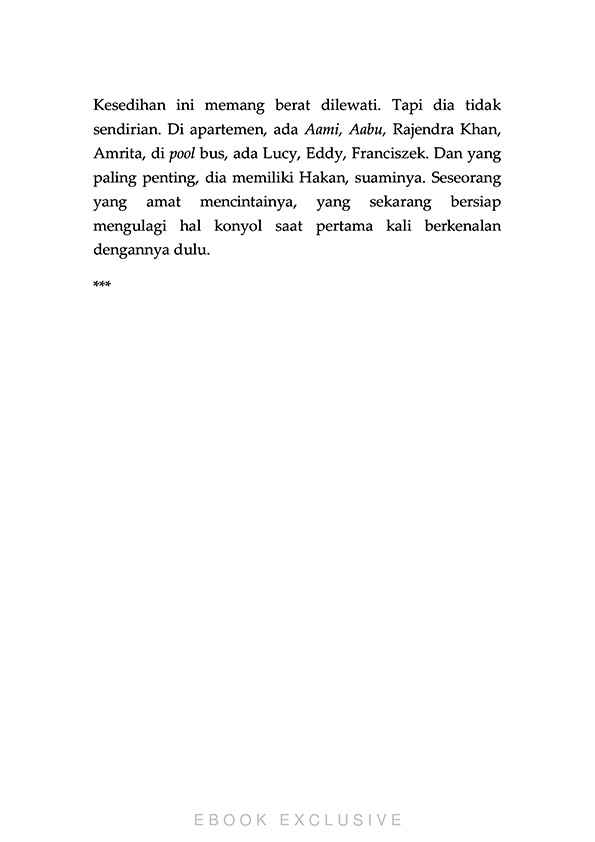 Kesedihan ini memang berat dilewati. Tapi dia tidak
sendirian. Di apartemen, ada Aami, Aabu, Rajendra Khan,
Amrita, di pool bus, ada Lucy, Eddy, Franciszek. Dan yang
paling penting, dia memiliki Hakan, suaminya. Seseorang
yang amat mencintainya, yang sekarang bersiap
mengulagi hal konyol saat pertama kali berkenalan
dengannya dulu.
***
EBOOK EXCLUSIVE